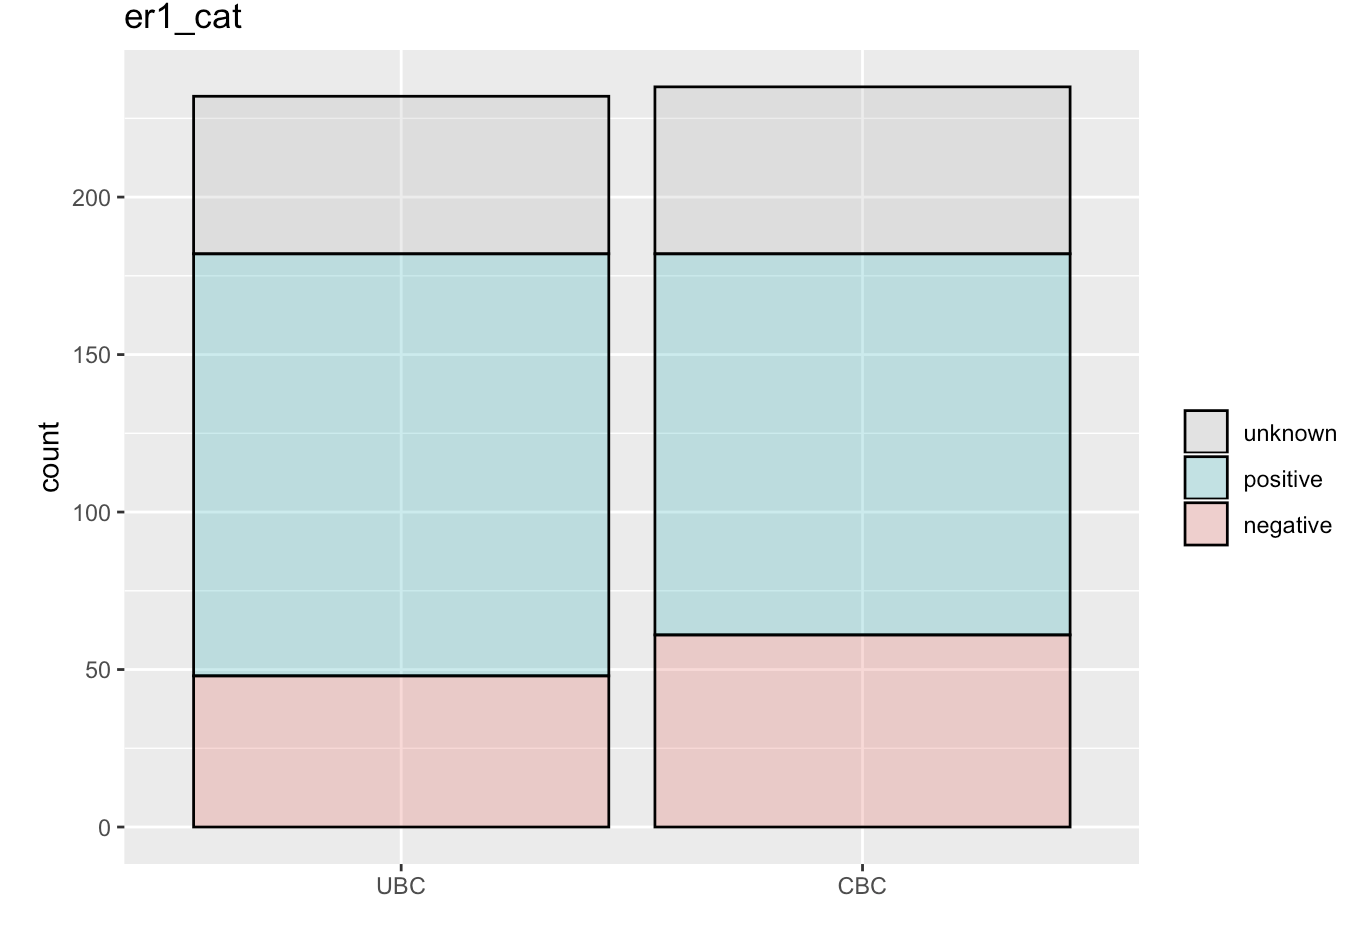 er1_cat
count
200
150
100
50
0
UBC
CBC
unknown
positive
negative